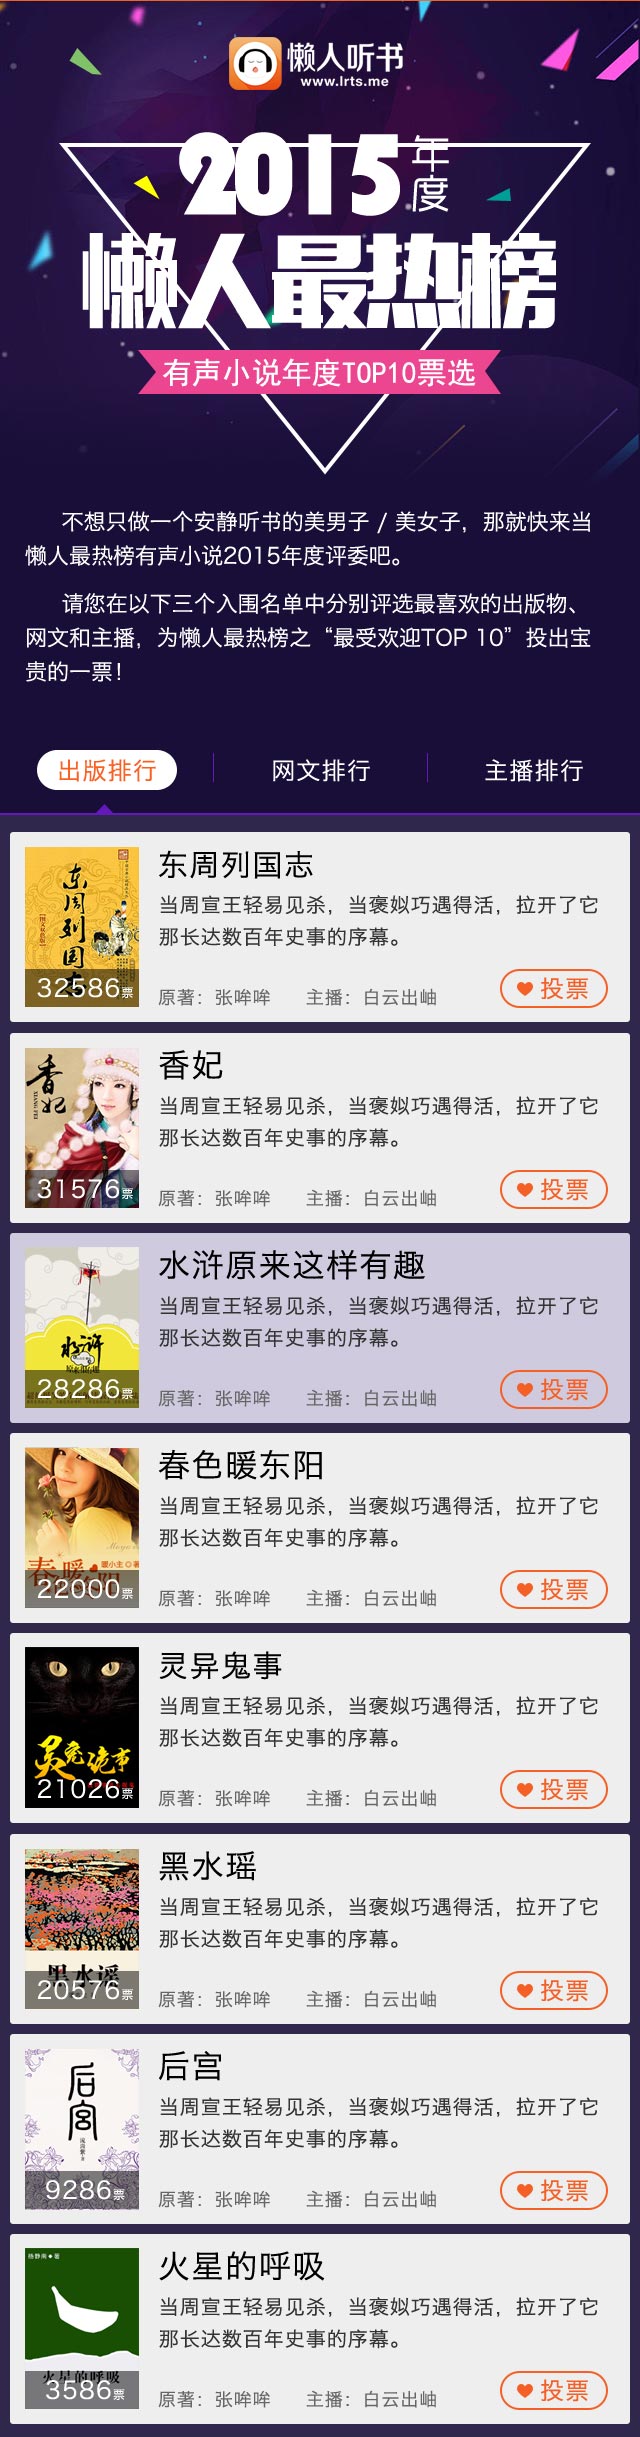 懒人听书
www.lrts.me
2015年度
懒人最热榜
有声小说年度TOP10票选
不想只做一个安静听书的美男子 / 美女子，那就快来当
懒人最热榜有声小说2015年度评委吧。
请您在以下三个入围名单中分别评选最喜欢的出版物、
网文和主播，为懒人最热榜之“最受欢迎TOP 10”投出宝
贵的一票！
出版排行
网文排行
主播排行
东周列国志
32586票
东周列国志
当周宣王轻易见杀，当褒姒巧遇得活，拉开了它
那长达数百年史事的序幕。
原著：张哞哞 主播：白云出岫
投票
香妃
XIANG FEI
31576票
香妃
当周宣王轻易见杀，当褒姒巧遇得活，拉开了它
那长达数百年史事的序幕。
原著：张哞哞 主播：白云出岫
投票
水浒
28286票
水浒原来这样有趣
当周宣王轻易见杀，当褒姒巧遇得活，拉开了它
那长达数百年史事的序幕。
原著：张哞哞 主播：白云出岫
投票
暖小主◎著
22000票
春色暖东阳
当周宣王轻易见杀，当褒姒巧遇得活，拉开了它
那长达数百年史事的序幕。
原著：张哞哞 主播：白云出岫
投票
21026票
灵异鬼事
当周宣王轻易见杀，当褒姒巧遇得活，拉开了它
那长达数百年史事的序幕。
原著：张哞哞 主播：白云出岫
投票
黑水谣
20576票
黑水瑶
当周宣王轻易见杀，当褒姒巧遇得活，拉开了它
那长达数百年史事的序幕。
原著：张哞哞 主播：白云出岫
投票
后宫
9286票
后宫
当周宣王轻易见杀，当褒姒巧遇得活，拉开了它
那长达数百年史事的序幕。
原著：张哞哞 主播：白云出岫
投票
火星的呼吸
3586票
火星的呼吸
当周宣王轻易见杀，当褒姒巧遇得活，拉开了它
那长达数百年史事的序幕。
原著：张哞哞 主播：白云出岫
投票